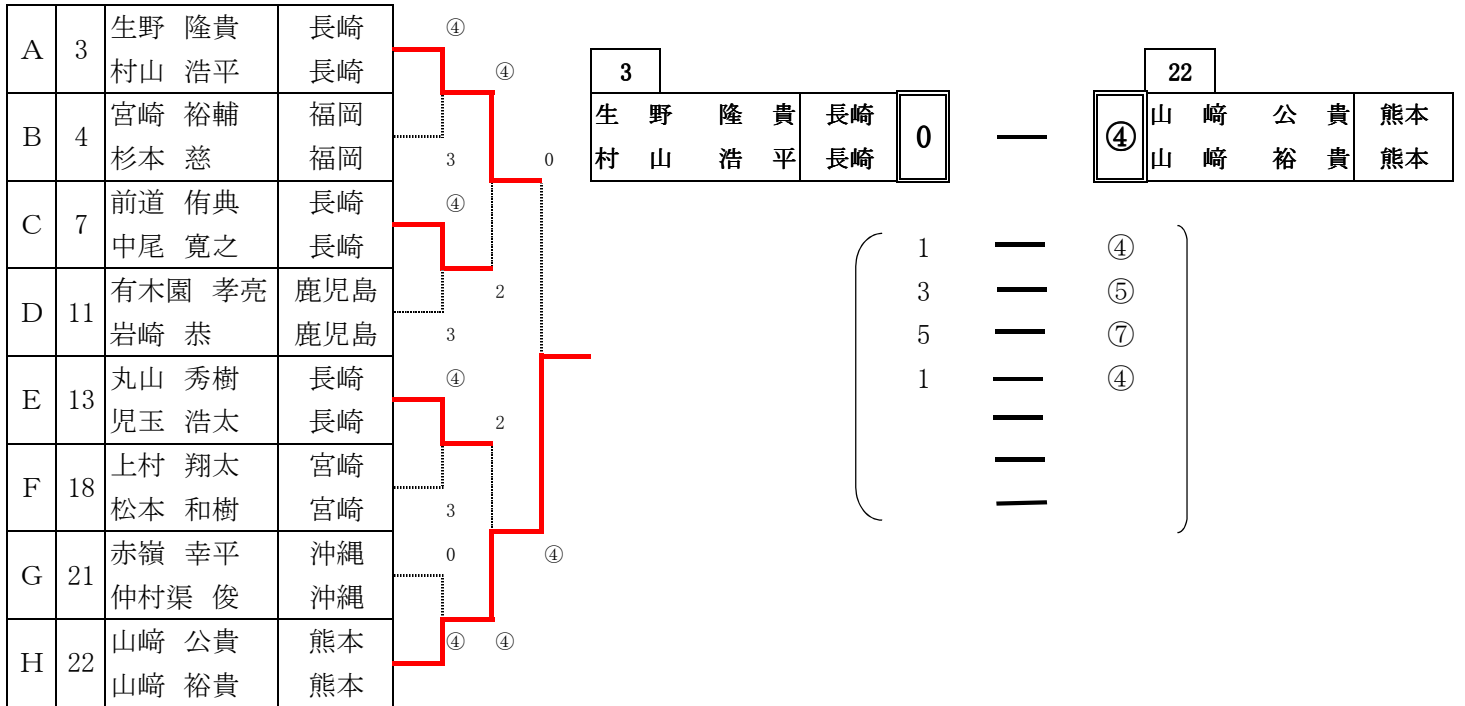 A 3 生野 隆貴 長崎
村山 浩平 長崎
B 4 宮崎 裕輔 福岡
杉本 慈 福岡
C 7 前道 侑典 長崎
中尾 寛之 長崎
D 11 有木園 孝亮 鹿児島
岩崎 恭 鹿児島
E 13 丸山 秀樹 長崎
児玉 浩太 長崎
F 18 上村 翔太 宮崎
松本 和樹 宮崎
G 21 赤嶺 幸平 沖縄
仲村渠 俊 沖縄
H 22 山﨑 公貴 熊本
山﨑 裕貴 熊本
④
④
3
0
④
2
3
④
2
3
0
④
④ ④
3
22
生野 隆貴 長崎 0 ― ④ 山﨑 公貴 熊本
村山 浩平 長崎 山﨑 裕貴 熊本
1 ― ④
3 ― ⑤
5 ― ⑦
1 ― ④
―
―
―